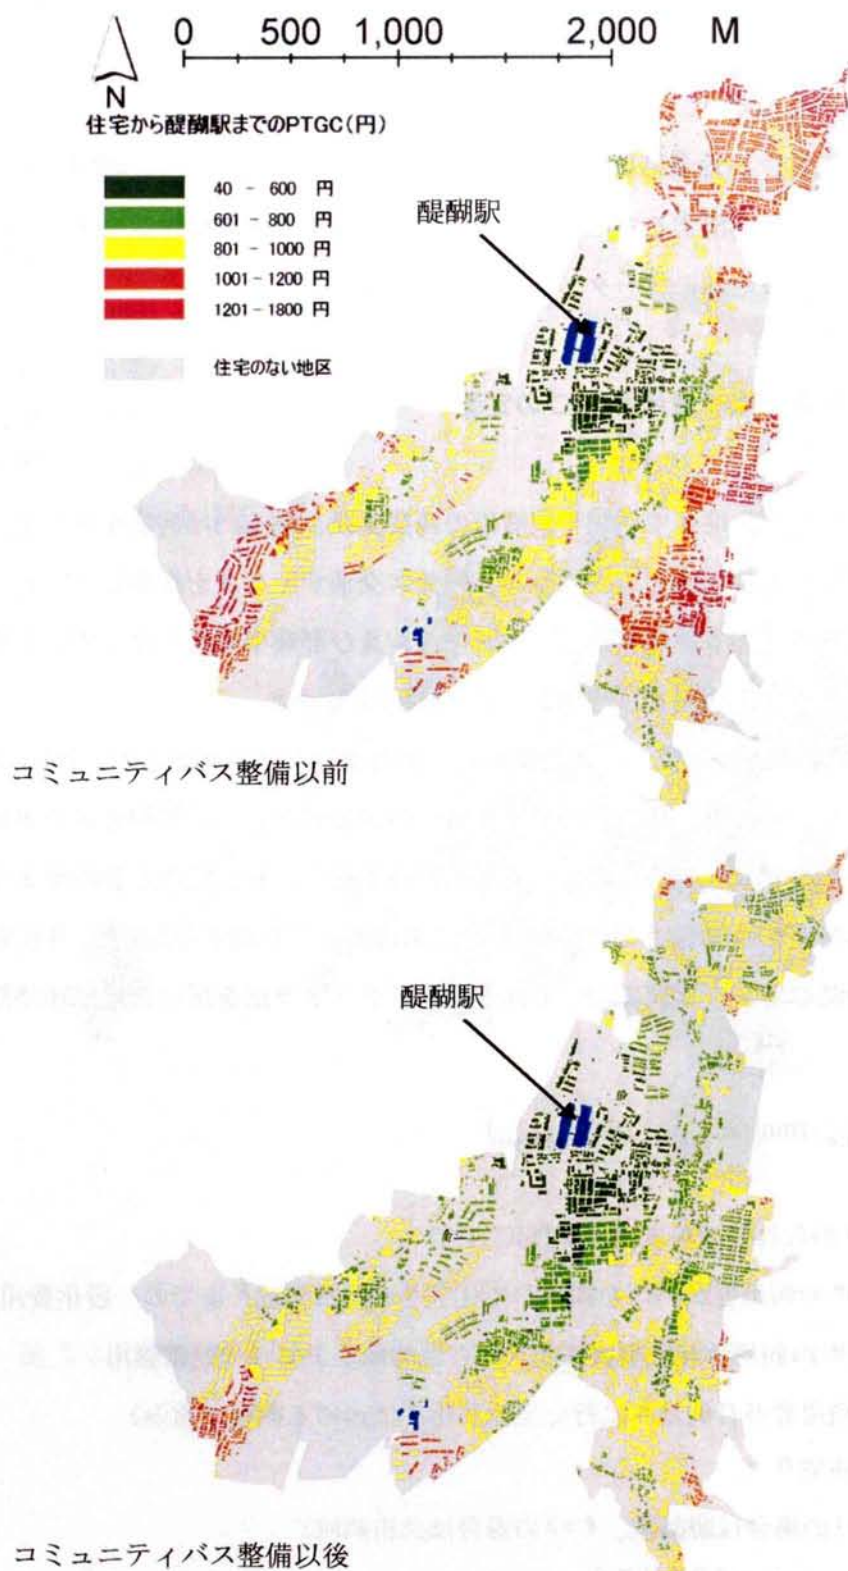 0 500 1,000 2,000 M
N
住宅から醍醐駅までのPTGC(円)
40 - 600 円
601 - 800 円
801 - 1000 円
1001 - 1200 円
1201 - 1800 円
住宅のない地区
醍醐駅
コミュニティバス整備以前
醍醐駅
コミュニティバス整備以後